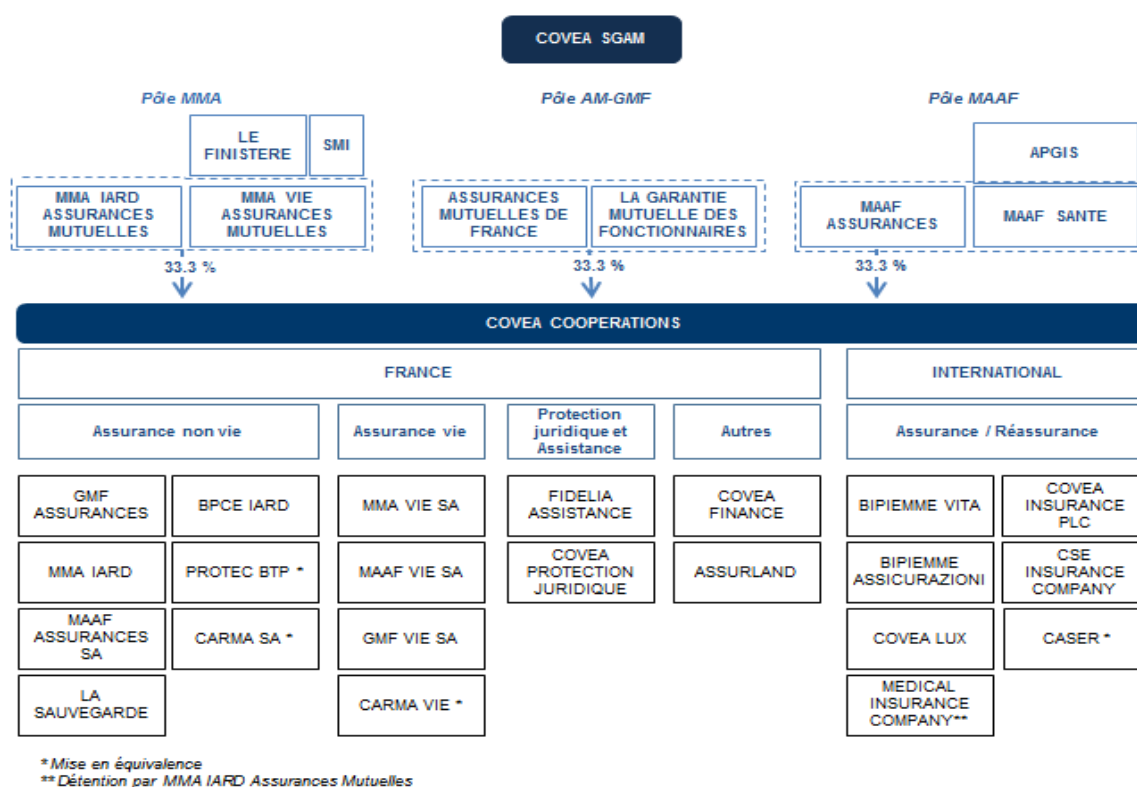 COVEA SGAM
Pôle MMA
Pôle AM-GMF
Pôle MAAF
LE
FINISTERE
SMI
APGIS
MMA IARD
ASSURANCES
MUTUELLES
MMA VIE
ASSURANCES
MUTUELLES
ASSURANCES
MUTUELLES DE
FRANCE
LA GARANTIE
MUTUELLE DES
FONCTIONNAIRES
MAAF
ASSURANCES
MAAF SANTE
33.3 %
33.3 %
33.3 %
COVEA COOPERATIONS
FRANCE
INTERNATIONAL
Assurance non vie
Assurance vie
Protection
juridique et
Assistance
Autres
Assurance / Réassurance
GMF
ASSURANCES
BPCE IARD
MMA VIE SA
FIDELIA
ASSISTANCE
COVEA
FINANCE
BIPIEMME VITA
COVEA
INSURANCE
PLC
MMA IARD
PROTEC BTP *
MAAF VIE SA
COVEA
PROTECTION
JURIDIQUE
ASSURLAND
BIPIEMME
ASSICURAZIONI
CSE
INSURANCE
COMPANY
MAAF
ASSURANCES
SA
CARMA SA *
GMF VIE SA
COVEA LUX
CASER *
LA
SAUVEGARDE
CARMA VIE *
MEDICAL
INSURANCE
COMPANY**
* Mise en équivalence
** Détention par MMA IARD Assurances Mutuelles